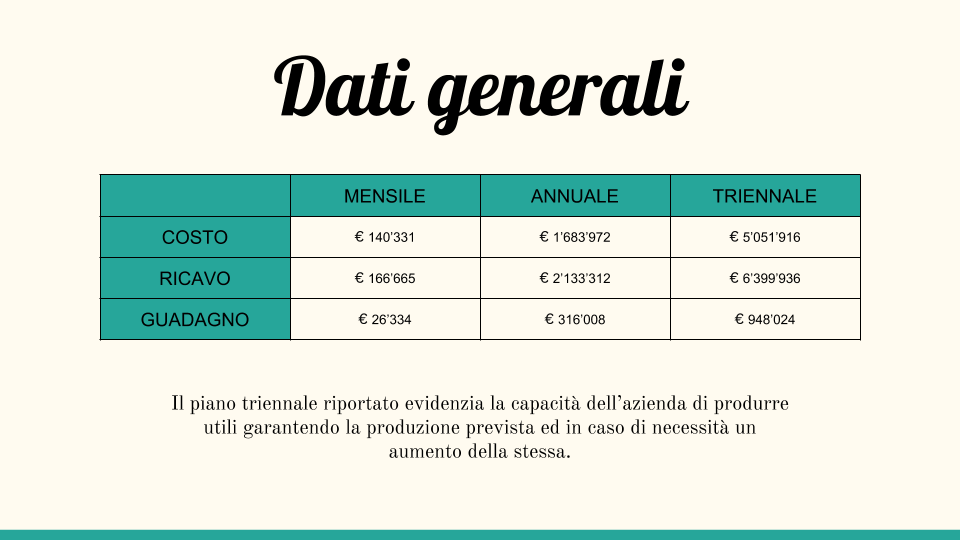 Dati generali
MENSILE ANNUALE TRIENNALE
COSTO € 140’331 € 1’683’972 € 5’051’916
RICAVO € 166’665 € 2’133’312 € 6’399’936
GUADAGNO € 26’334 € 316’008 € 948’024
Il piano triennale riportato evidenzia la capacità dell’azienda di produrre
utili garantendo la produzione prevista ed in caso di necessità un
aumento della stessa.